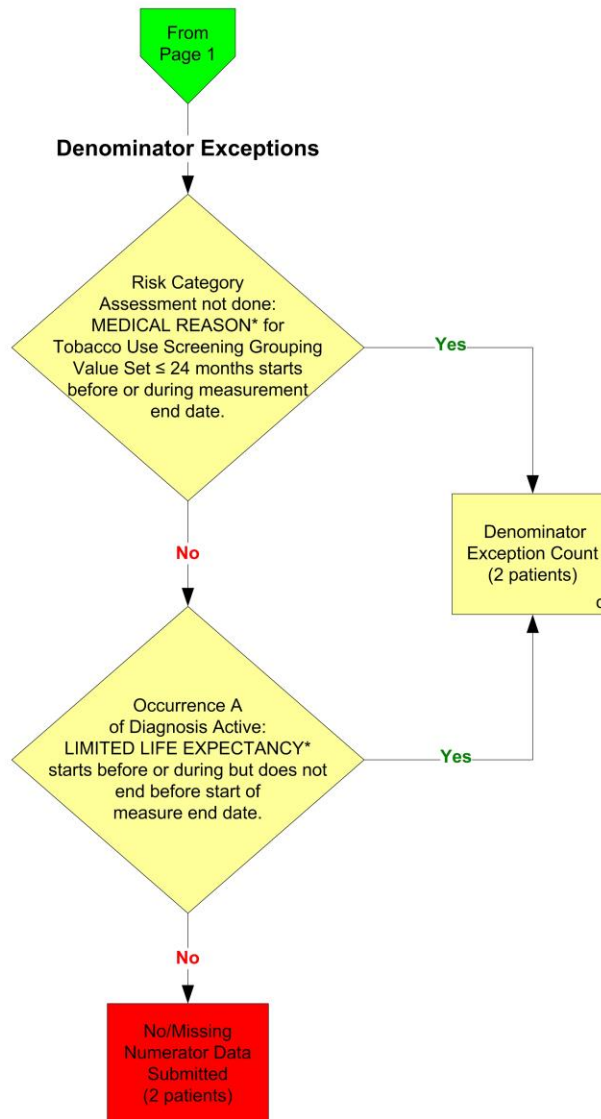 From
Page 1
Denominator Exceptions
Risk Category
Assessment not done:
MEDICAL REASON* for
Tobacco Use Screening Grouping
Value Set ≤ 24 months starts
before or during measurement
end date.
Yes
Denominator
Exception Count
(2 patients)
c
No
Occurrence A
of Diagnosis Active:
LIMITED LIFE EXPECTANCY*
starts before or during but does not
end before start of
measure end date.
Yes
No
No/Missing
Numerator Data
Submitted
(2 patients)